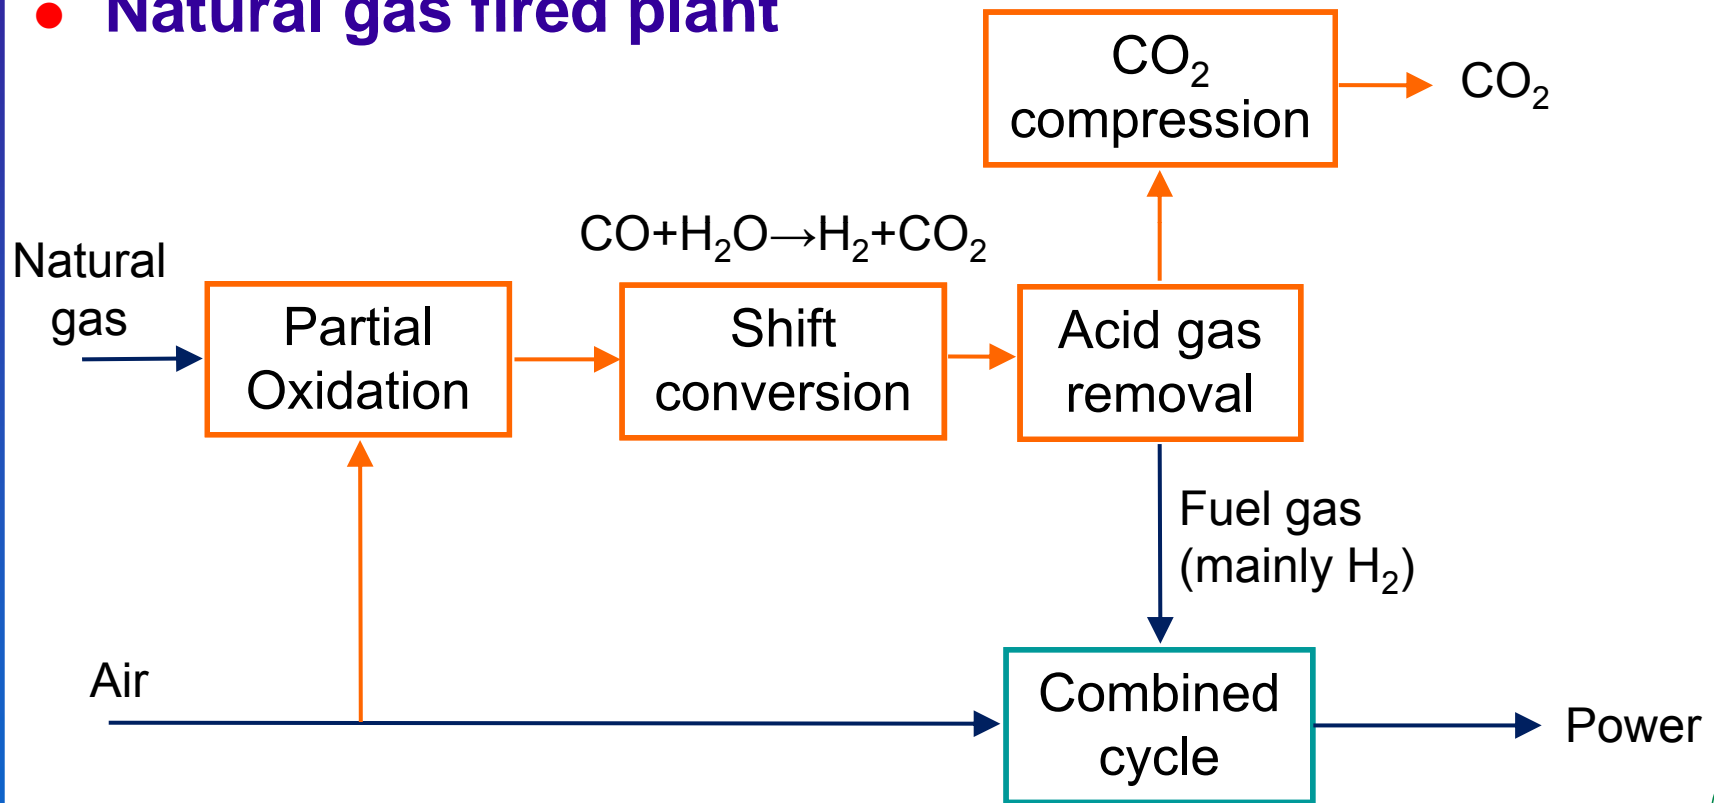 Natural gas fired plant
CO₂
compression
CO₂
CO+H₂O→H₂+CO₂
Natural
gas
Partial
Oxidation
Shift
conversion
Acid gas
removal
Fuel gas
(mainly H₂)
Air
Combined
cycle
Power